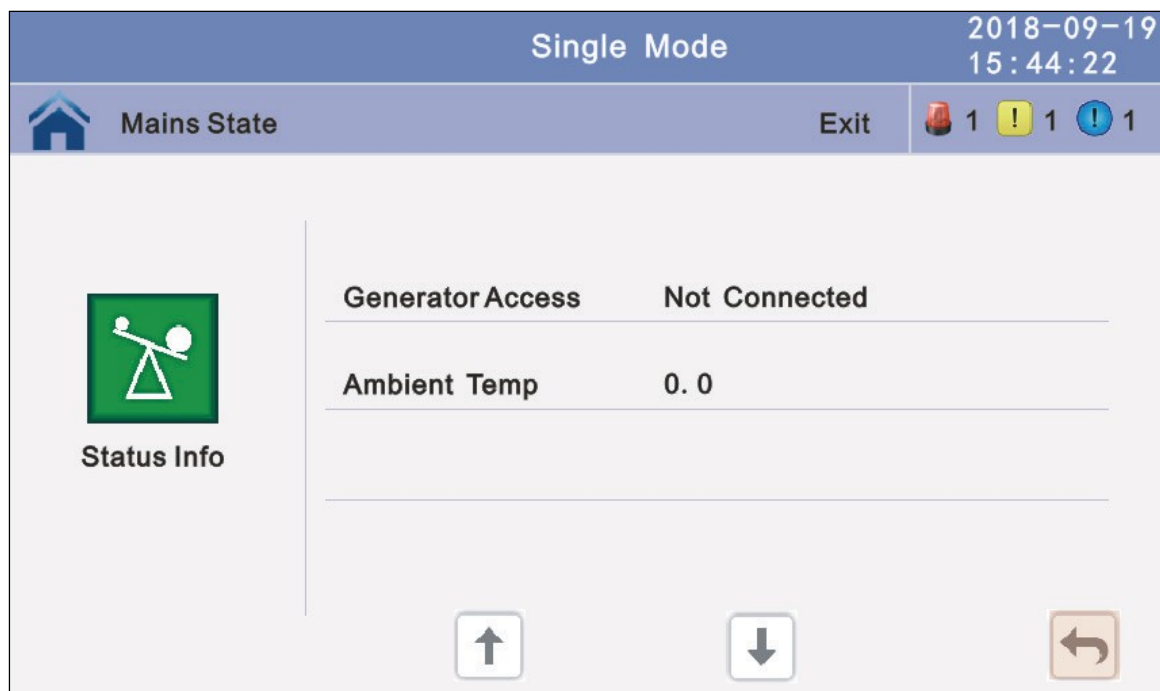 Single Mode
2018-09-19
15:44:22
Mains State Exit 1 ! 1 ! 1
Generator Access Not Connected
Ambient Temp 0.0
Status Info